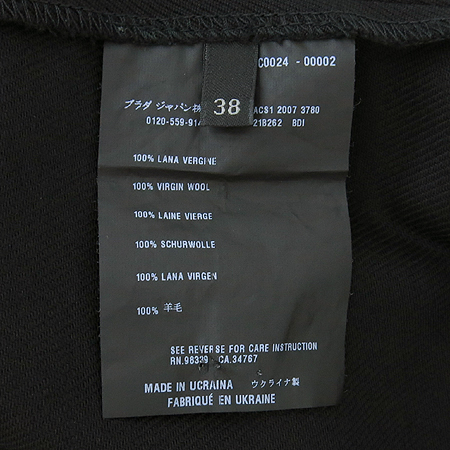 C0024 - 00002
38
プラダ ジャパン株 ACS1 2007 3780
0120-559-91 21B262 BDI
100% LANA VERGINE
100% VIRGIN WOOL
100% LAINE VIERGE
100% SCHURWOLLE
100% LANA VIRGEN
100% 羊毛
SEE REVERSE FOR CARE INSTRUCTION
RN.98339 CA.34767
MADE IN UCRAINA ウクライナ製
FABRIQUÉ EN UKRAINE